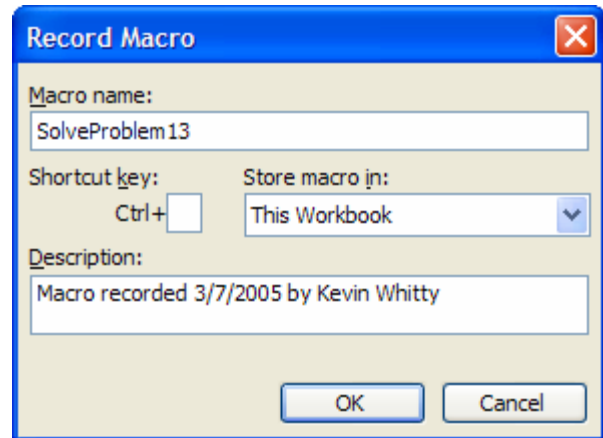 Record Macro
Macro name:
SolveProblem13
Shortcut key: Store macro in:
Ctrl+ This Workbook
Description:
Macro recorded 3/7/2005 by Kevin Whitty
OK Cancel